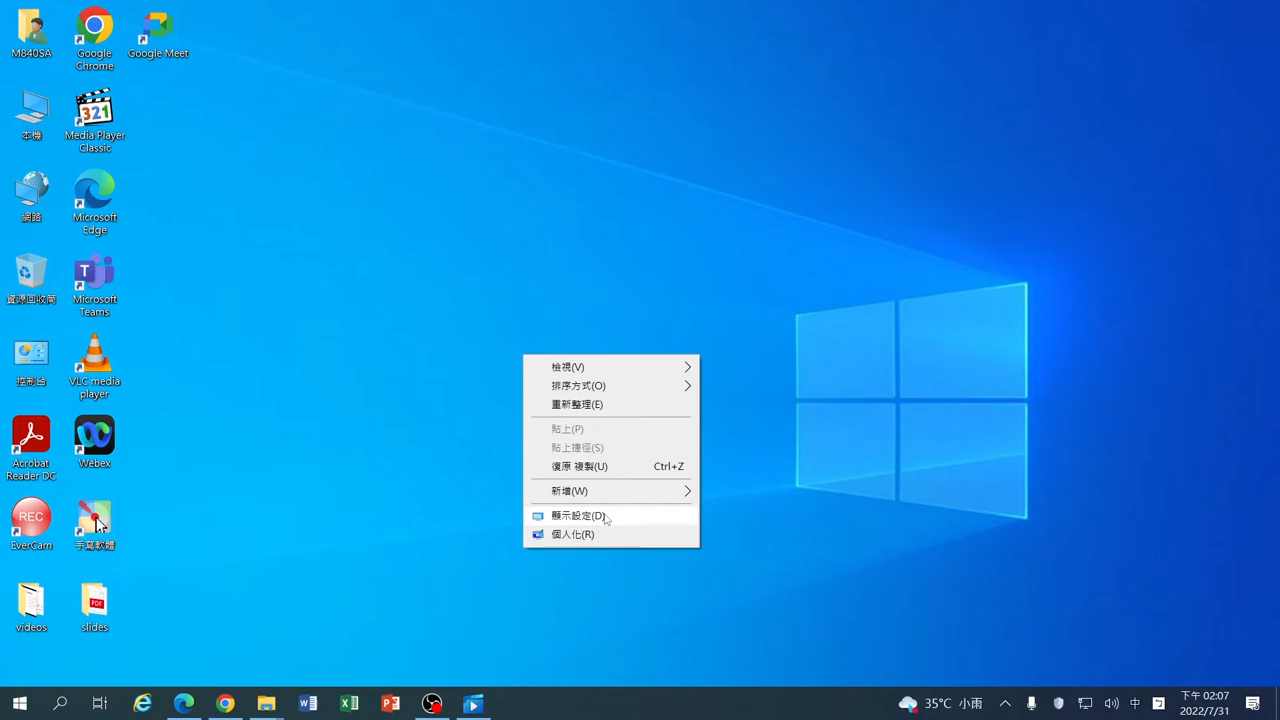 M840SA
Google Chrome
Google Meet
本機
321
Media Player Classic
網路
Microsoft Edge
資源回收筒
T
Microsoft Teams
控制台
VLC media player
Acrobat Reader DC
Webex
REC
EverCam
手寫軟體
videos
PDF
slides
檢視(V)
排序方式(O)
重新整理(E)
貼上(P)
貼上捷徑(S)
復原 複製(U) Ctrl+Z
新增(W)
顯示設定(D)
個人化(R)
35°C 小雨
中
下午 02:07
2022/7/31